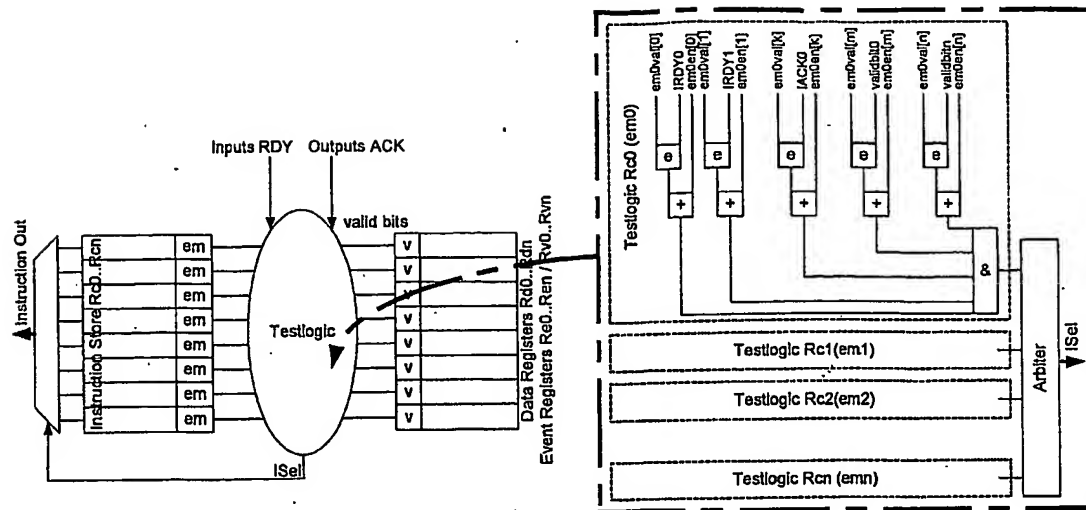 Inputs RDY
Outputs ACK
valid bits
Instruction Out
Instruction Store Rc0..Rcn
em
em
em
em
em
em
em
em
Testlogic
v
v
v
v
v
v
v
v
Data Registers Rd0..Rdn
Event Registers Re0..Ren / Rv0..Rvn
ISel
Testlogic Rc0 (em0)
em0val[0]
IRDY0
em0en[0]
em0val[1]
IRDY1
em0en[1]
em0val[k]
IACK0
em0en[k]
em0val[m]
validbit0
em0en[m]
em0val[n]
validbitn
em0en[n]
e
e
e
e
e
+
+
+
+
+
&
Testlogic Rc1(em1)
Testlogic Rc2(em2)
Testlogic Rcn (emn)
Arbiter
ISel